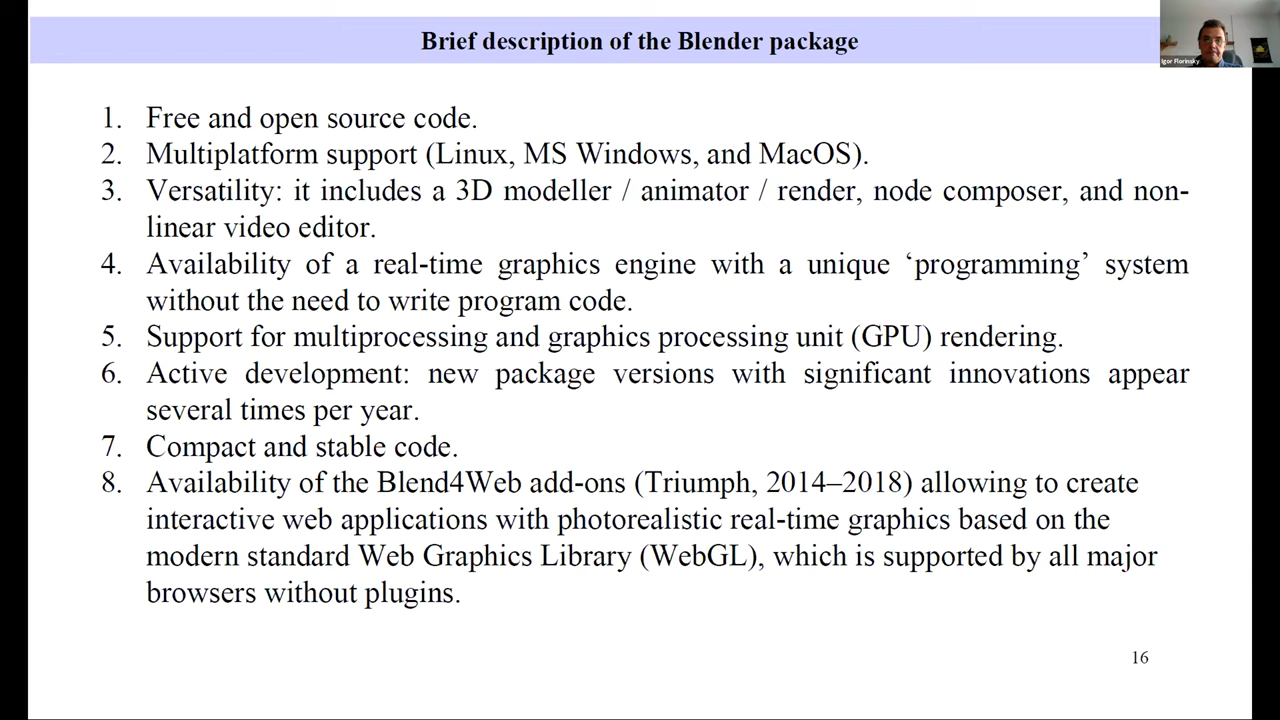 Brief description of the Blender package
Igor Florinsky
1. Free and open source code.
2. Multiplatform support (Linux, MS Windows, and MacOS).
3. Versatility: it includes a 3D modeller / animator / render, node composer, and non-
linear video editor.
4. Availability of a real-time graphics engine with a unique ‘programming’ system
without the need to write program code.
5. Support for multiprocessing and graphics processing unit (GPU) rendering.
6. Active development: new package versions with significant innovations appear
several times per year.
7. Compact and stable code.
8. Availability of the Blend4Web add-ons (Triumph, 2014–2018) allowing to create
interactive web applications with photorealistic real-time graphics based on the
modern standard Web Graphics Library (WebGL), which is supported by all major
browsers without plugins.
16